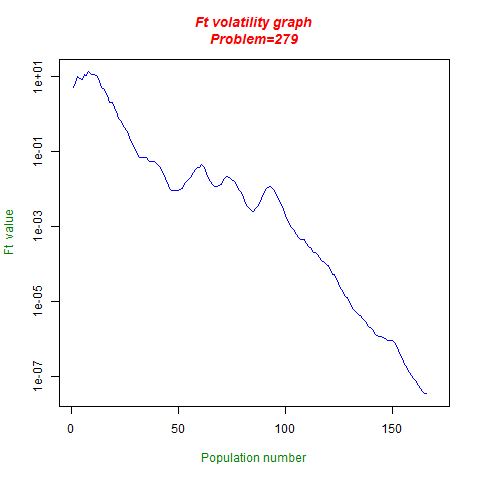 Ft volatility graph
Problem=279
1e+01
1e-01
1e-03
1e-05
1e-07
Ft value
0 50 100 150
Population number